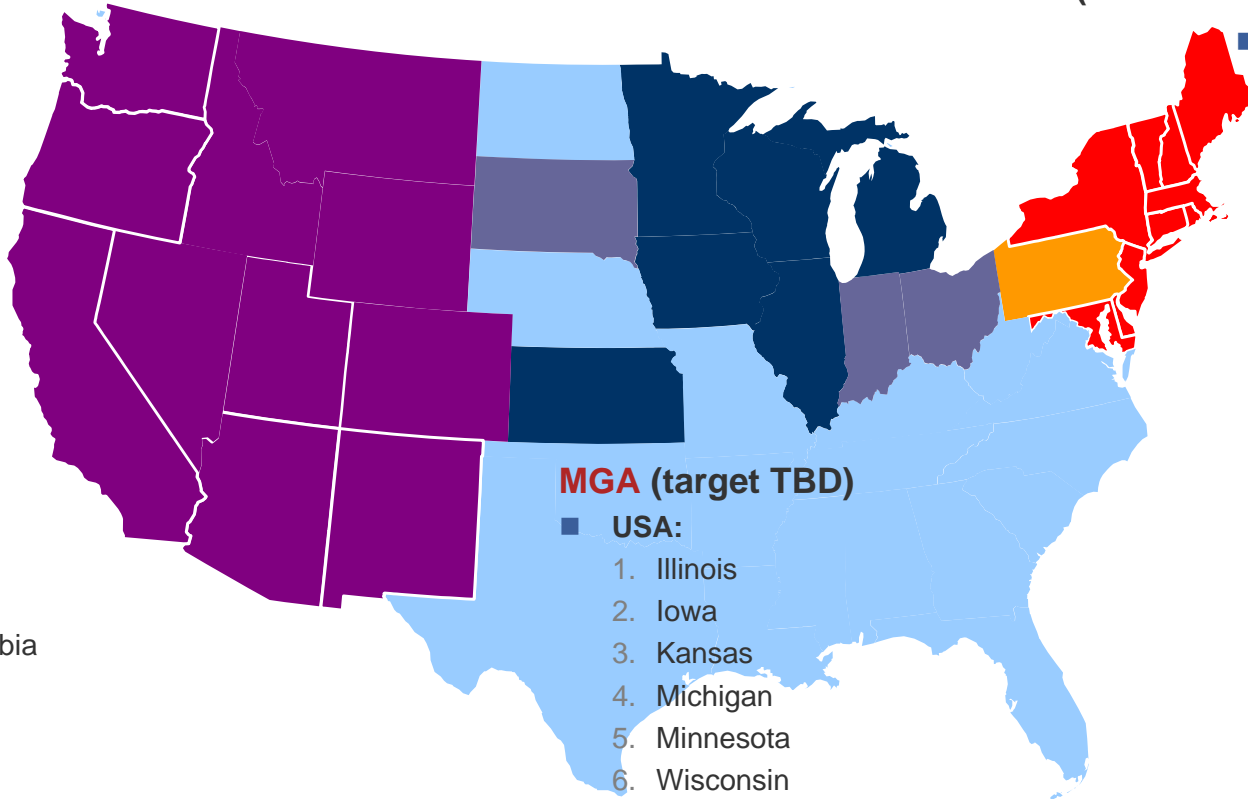 (
MGA (target TBD)
■ USA:
1. Illinois
2. Iowa
3. Kansas
4. Michigan
5. Minnesota
6. Wisconsin
bia